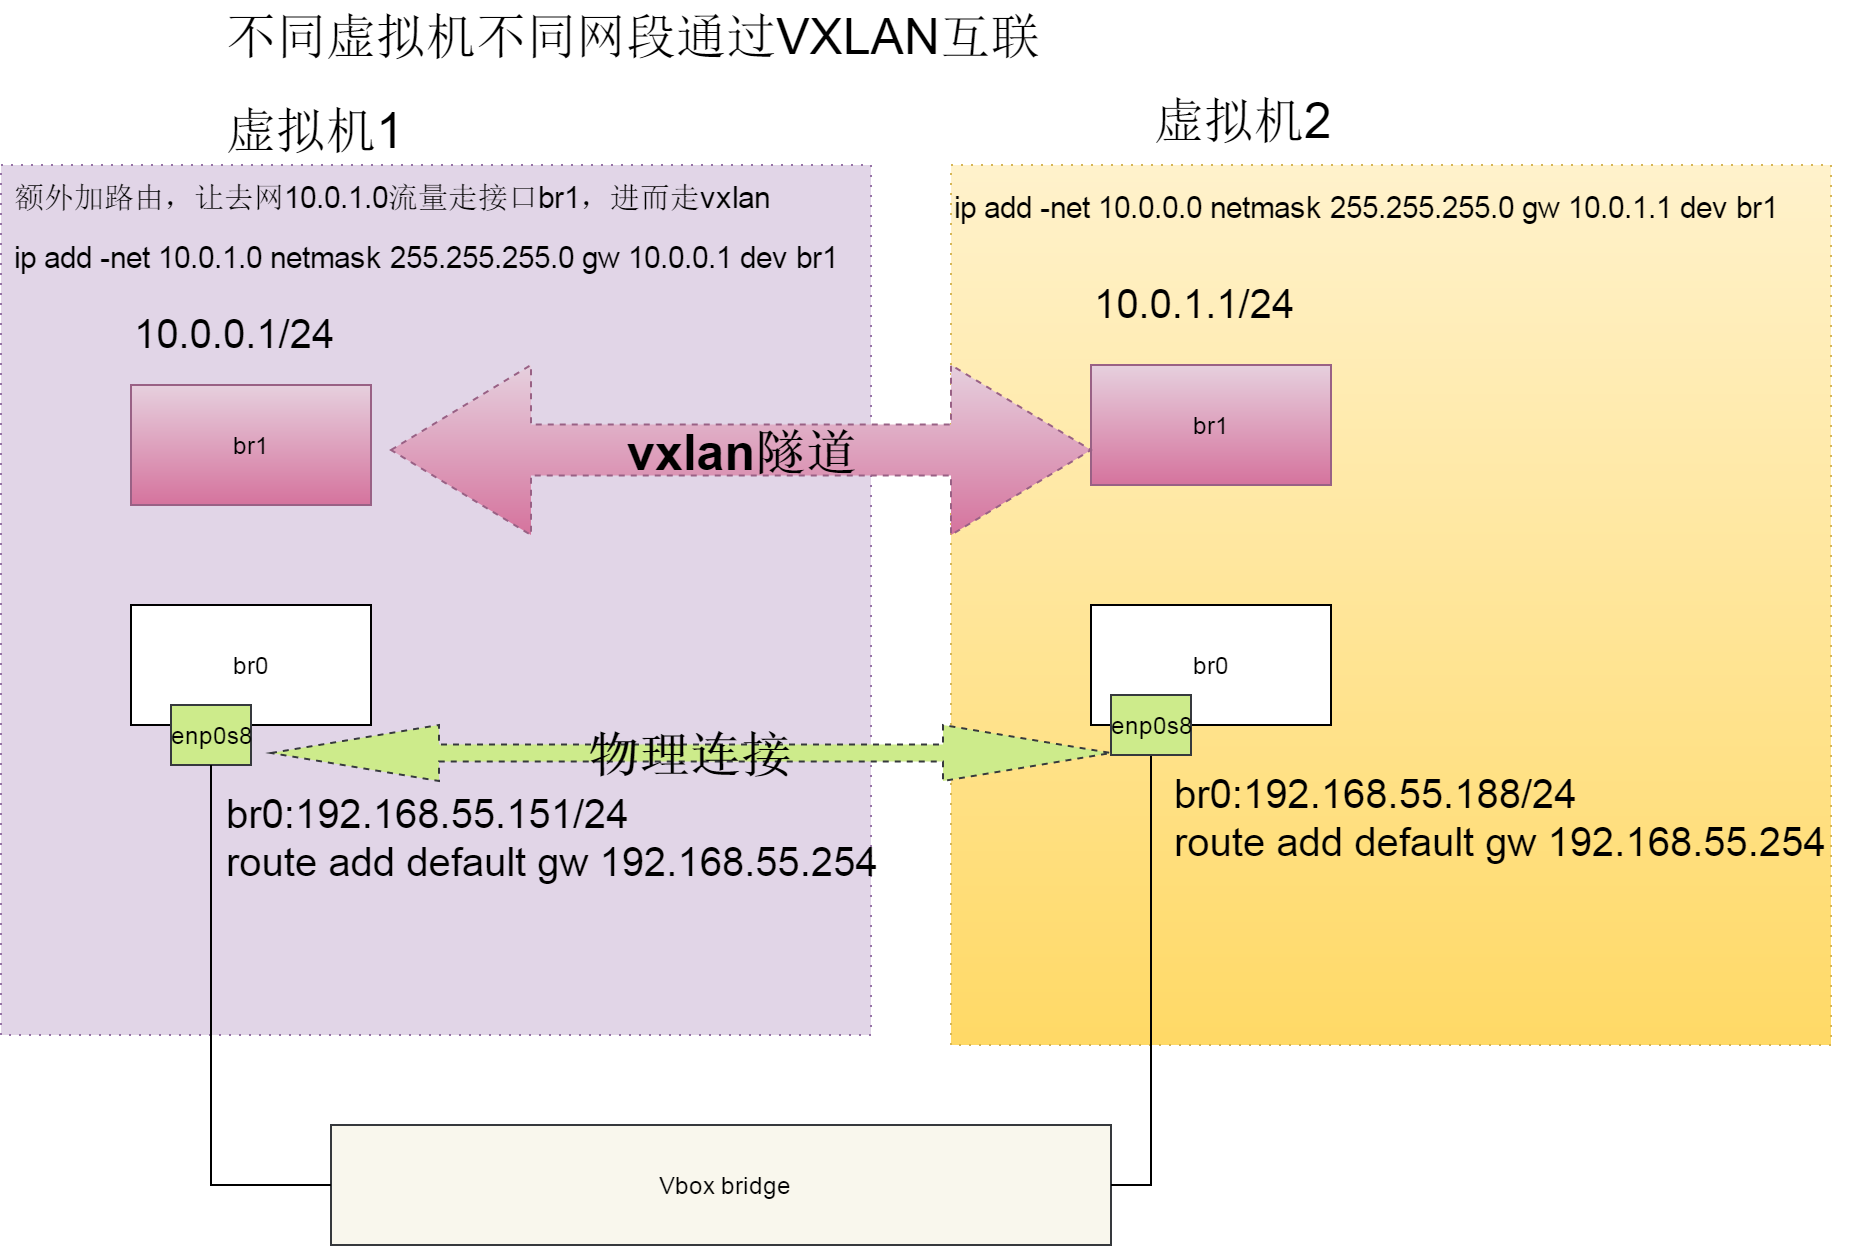 不同虚拟机不同网段通过VXLAN互联
虚拟机1
虚拟机2
额外加路由，让去网10.0.1.0流量走接口br1，进而走vxlan
ip add -net 10.0.1.0 netmask 255.255.255.0 gw 10.0.0.1 dev br1
ip add -net 10.0.0.0 netmask 255.255.255.0 gw 10.0.1.1 dev br1
10.0.0.1/24
10.0.1.1/24
br1
vxlan隧道
br1
br0
br0
enp0s8
物理连接
enp0s8
br0:192.168.55.151/24
route add default gw 192.168.55.254
br0:192.168.55.188/24
route add default gw 192.168.55.254
Vbox bridge